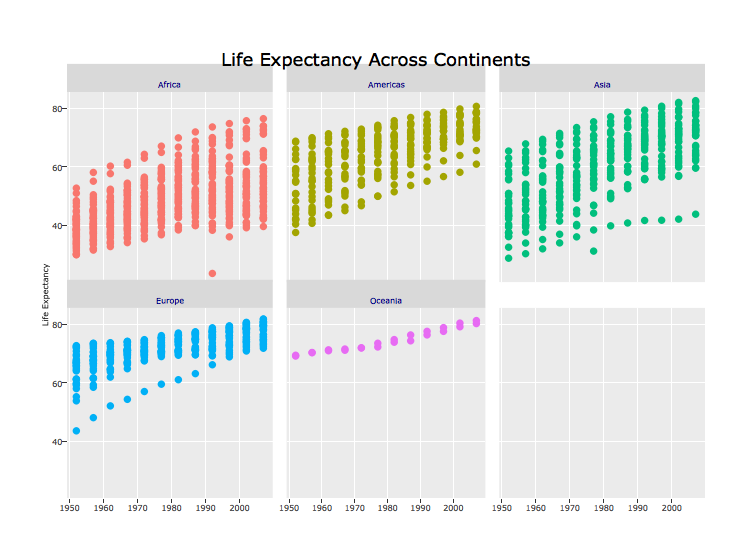 Life Expectancy Across Continents
Africa Americas Asia
80
60
40
Life Expectancy
Europe Oceania
80
60
40
1950 1960 1970 1980 1990 2000 1950 1960 1970 1980 1990 2000 1950 1960 1970 1980 1990 2000